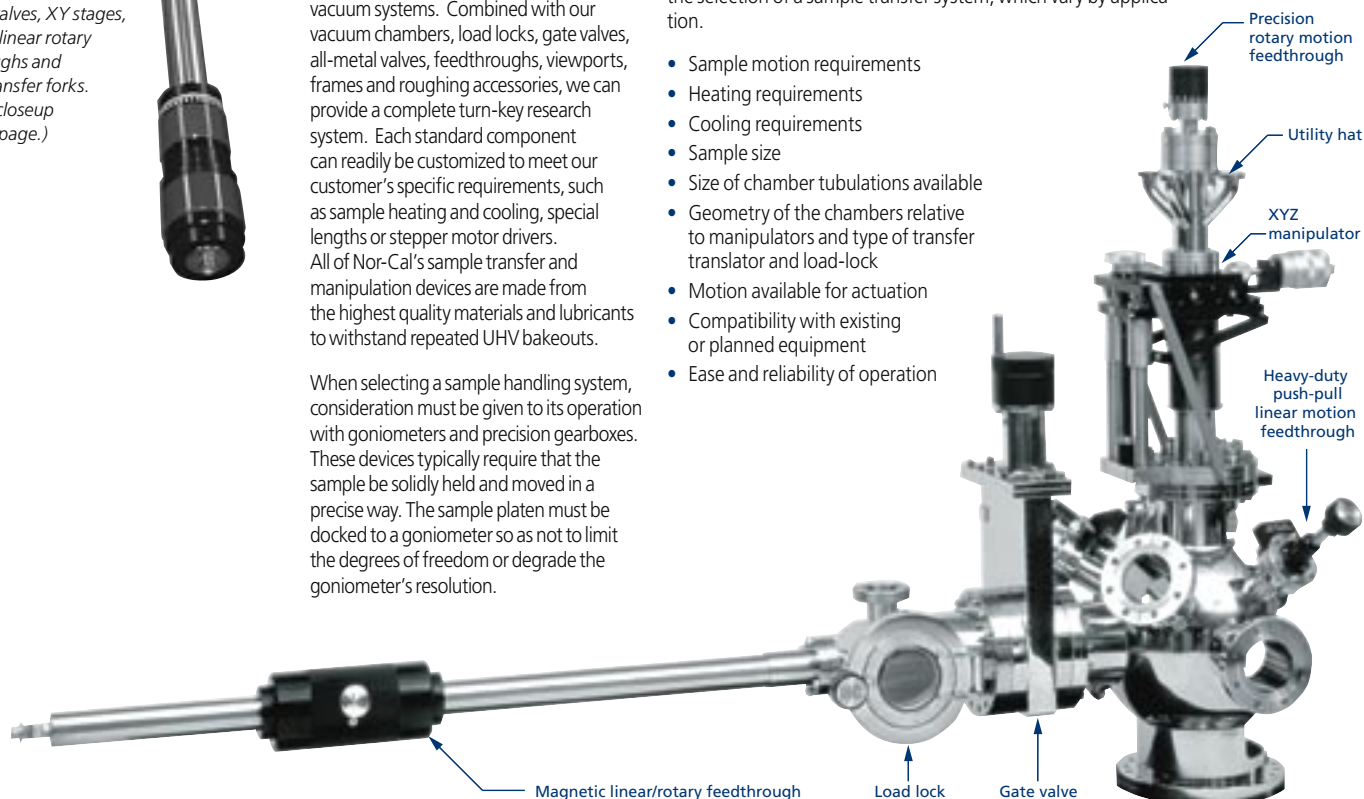 alves, XY stages,
linear rotary
ghs and
ansfer forks.
closeup
page.)
vacuum systems. Combined with our
vacuum chambers, load locks, gate valves,
all-metal valves, feedthroughs, viewports,
frames and roughing accessories, we can
provide a complete turn-key research
system. Each standard component
can readily be customized to meet our
customer's specific requirements, such
as sample heating and cooling, special
lengths or stepper motor drivers.
All of Nor-Cal's sample transfer and
manipulation devices are made from
the highest quality materials and lubricants
to withstand repeated UHV bakeouts.
When selecting a sample handling system,
consideration must be given to its operation
with goniometers and precision gearboxes.
These devices typically require that the
sample be solidly held and moved in a
precise way. The sample platen must be
docked to a goniometer so as not to limit
the degrees of freedom or degrade the
goniometer's resolution.
the selection of a sample transfer system, which vary by applica-
tion.
• Sample motion requirements
• Heating requirements
• Cooling requirements
• Sample size
• Size of chamber tubulations available
• Geometry of the chambers relative
to manipulators and type of transfer
translator and load-lock
• Motion available for actuation
• Compatibility with existing
or planned equipment
• Ease and reliability of operation
Precision
rotary motion
feedthrough
Utility hat
XYZ
manipulator
Heavy-duty
push-pull
linear motion
feedthrough
Magnetic linear/rotary feedthrough
Load lock
Gate valve